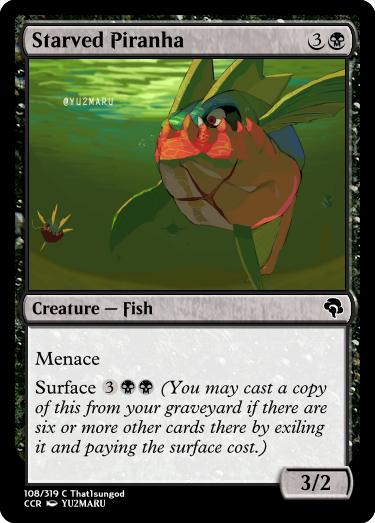 Starved Piranha 3
@YU2MARU
Creature — Fish
Menace
Surface 3 (You may cast a copy
of this from your graveyard if there are
six or more other cards there by exiling
it and paying the surface cost.)
3/2
108/319 C That1sungod
CCR YU2MARU